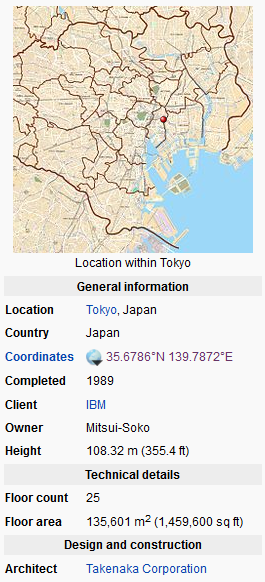 Location within Tokyo
General information
Location Tokyo, Japan
Country Japan
Coordinates 35.6786°N 139.7872°E
Completed 1989
Client IBM
Owner Mitsui-Soko
Height 108.32 m (355.4 ft)
Technical details
Floor count 25
Floor area 135,601 m2 (1,459,600 sq ft)
Design and construction
Architect Takenaka Corporation